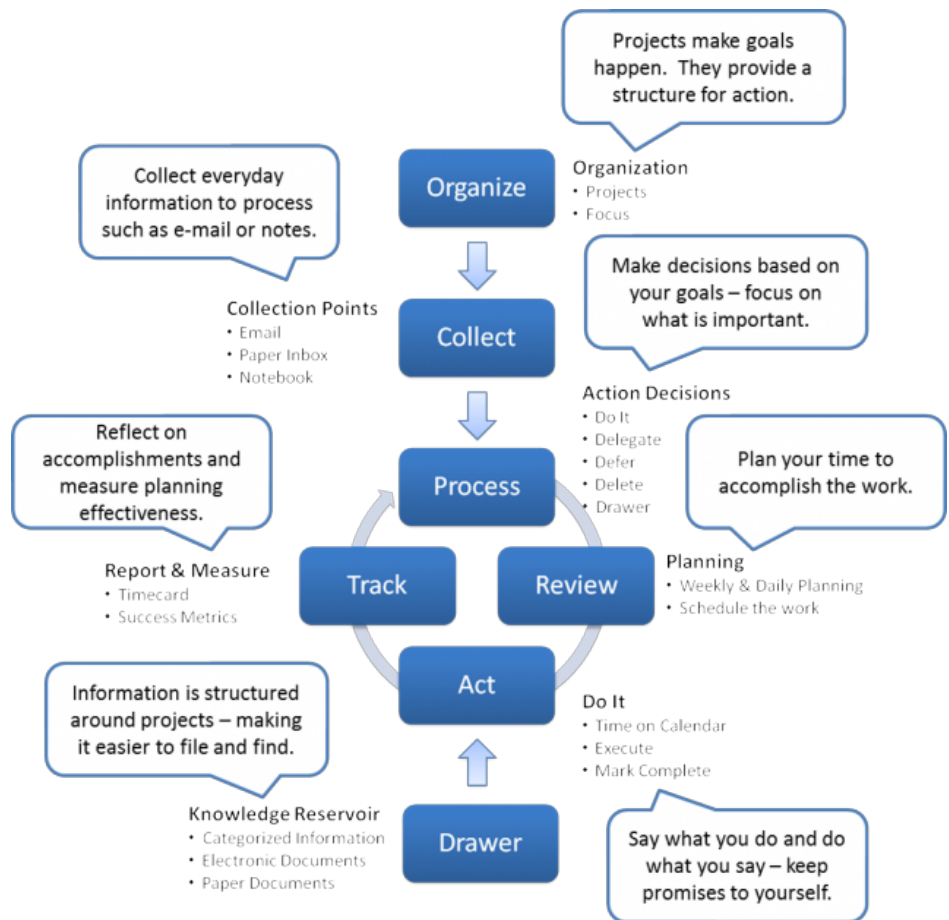 Projects make goals
happen.  They provide a
structure for action.
Organize
Organization
• Projects
• Focus
Collect everyday
information to process
such as e-mail or notes.
Make decisions based on
your goals – focus on
what is important.
Collection Points
• Email
• Paper Inbox
• Notebook
Collect
Action Decisions
• Do It
• Delegate
• Defer
• Delete
• Drawer
Reflect on
accomplishments and
measure planning
effectiveness.
Process
Plan your time to
accomplish the work.
Report & Measure
• Timecard
• Success Metrics
Track
Review
Planning
• Weekly & Daily Planning
• Schedule the work
Information is structured
around projects – making
it easier to file and find.
Act
Do It
• Time on Calendar
• Execute
• Mark Complete
Knowledge Reservoir
• Categorized Information
• Electronic Documents
• Paper Documents
Drawer
Say what you do and do
what you say – keep
promises to yourself.